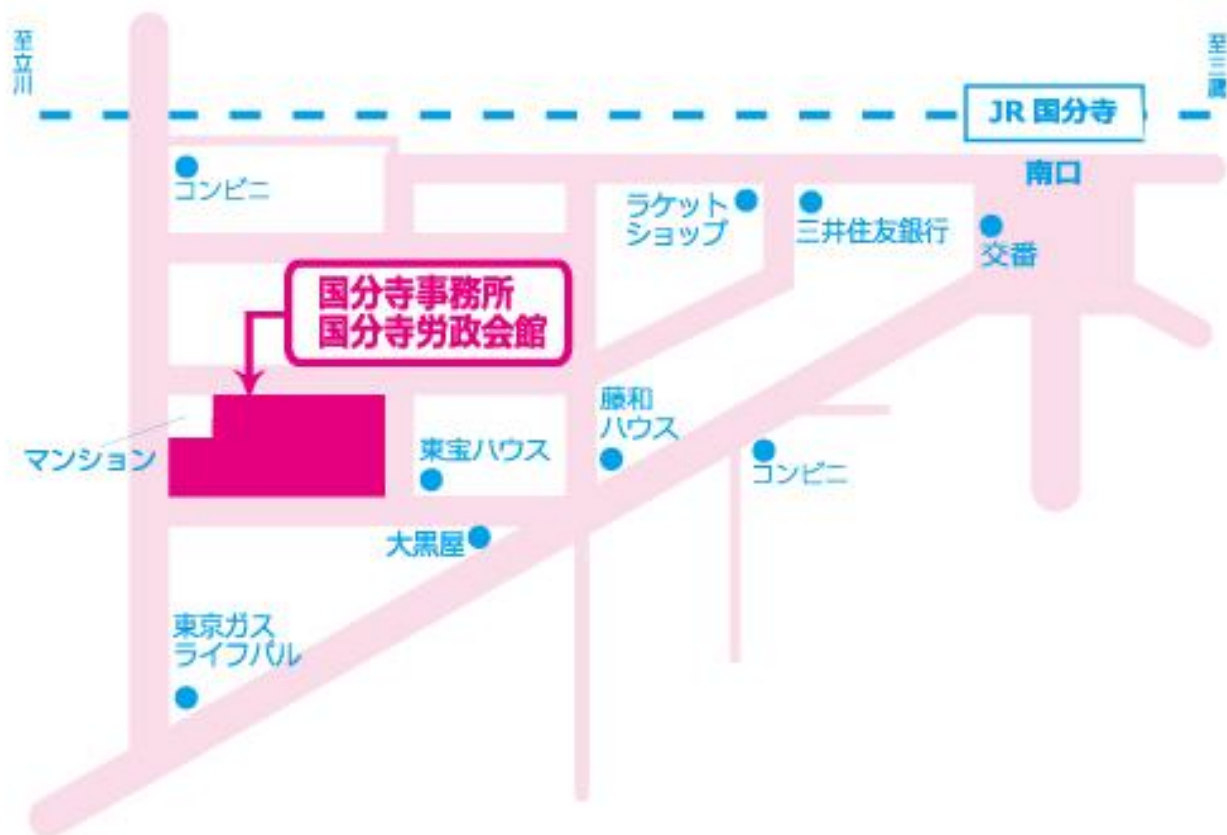 至立川
至三鷹
JR 国分寺
南口
コンビニ
ラケット
ショップ
三井住友銀行
交番
国分寺事務所
国分寺労政会館
藤和
ハウス
マンション
東宝ハウス
コンビニ
大黒屋
東京ガス
ライフバル